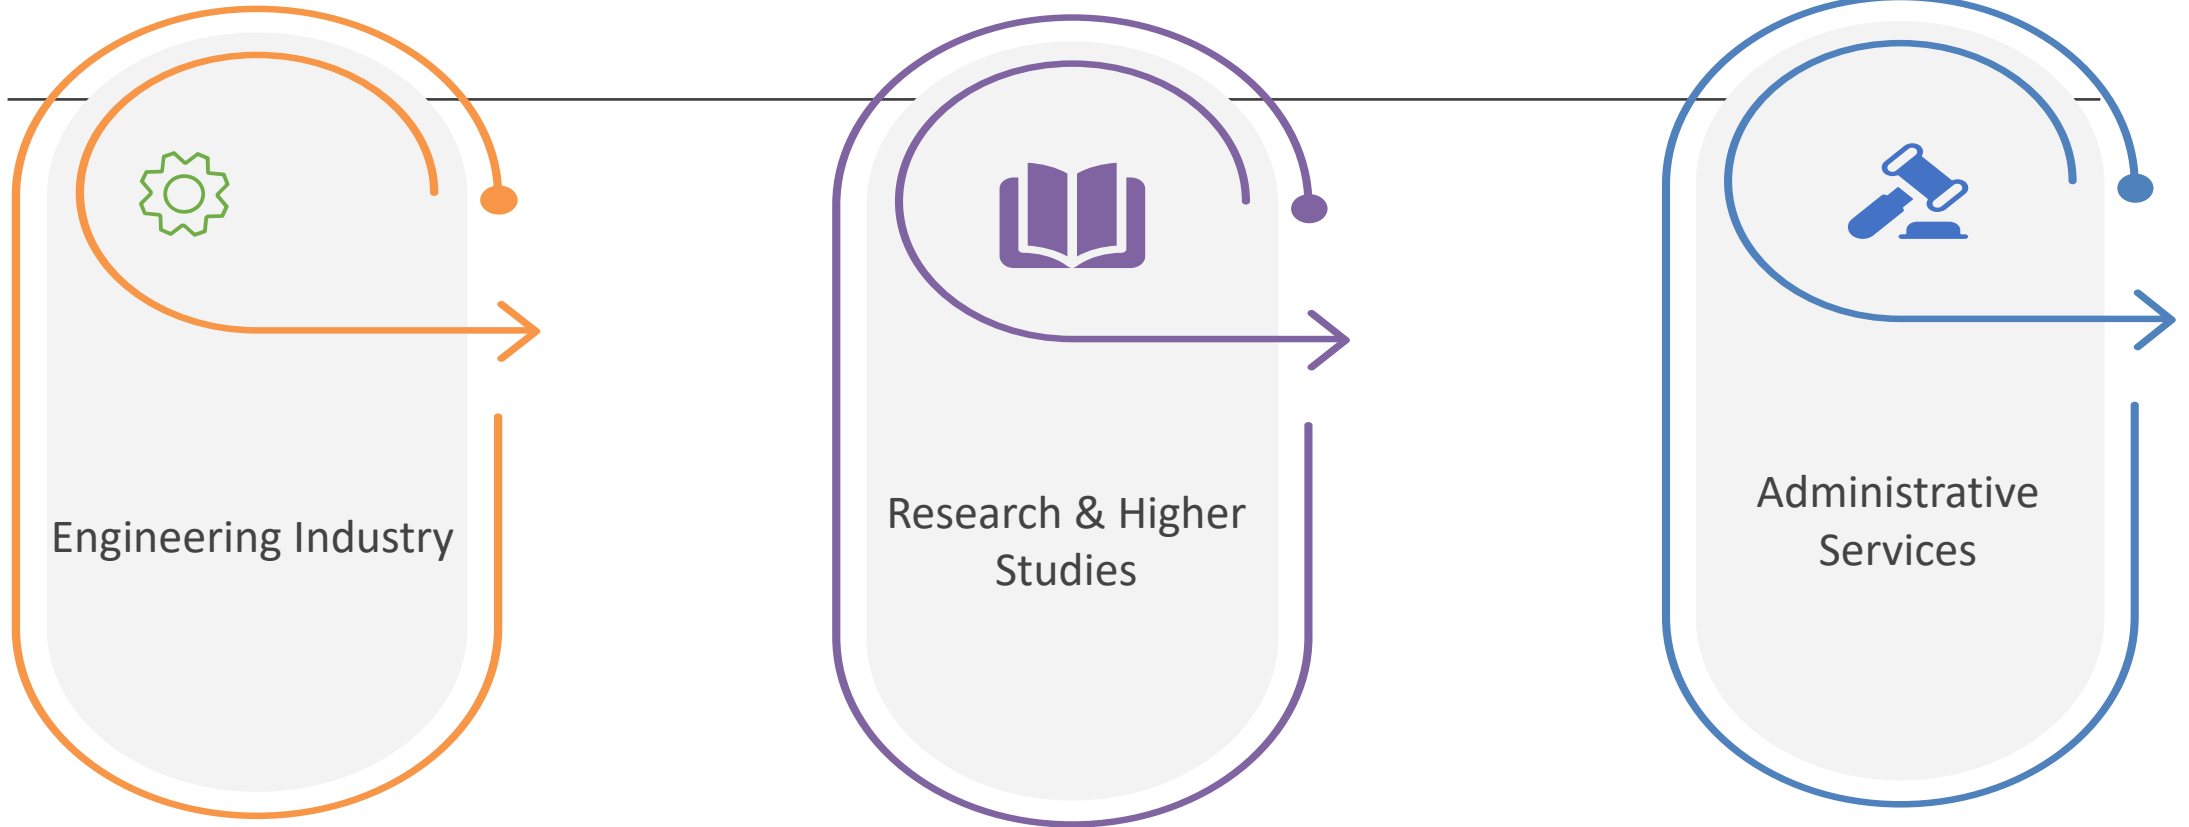 Engineering Industry
Research & Higher
Studies
Administrative
Services